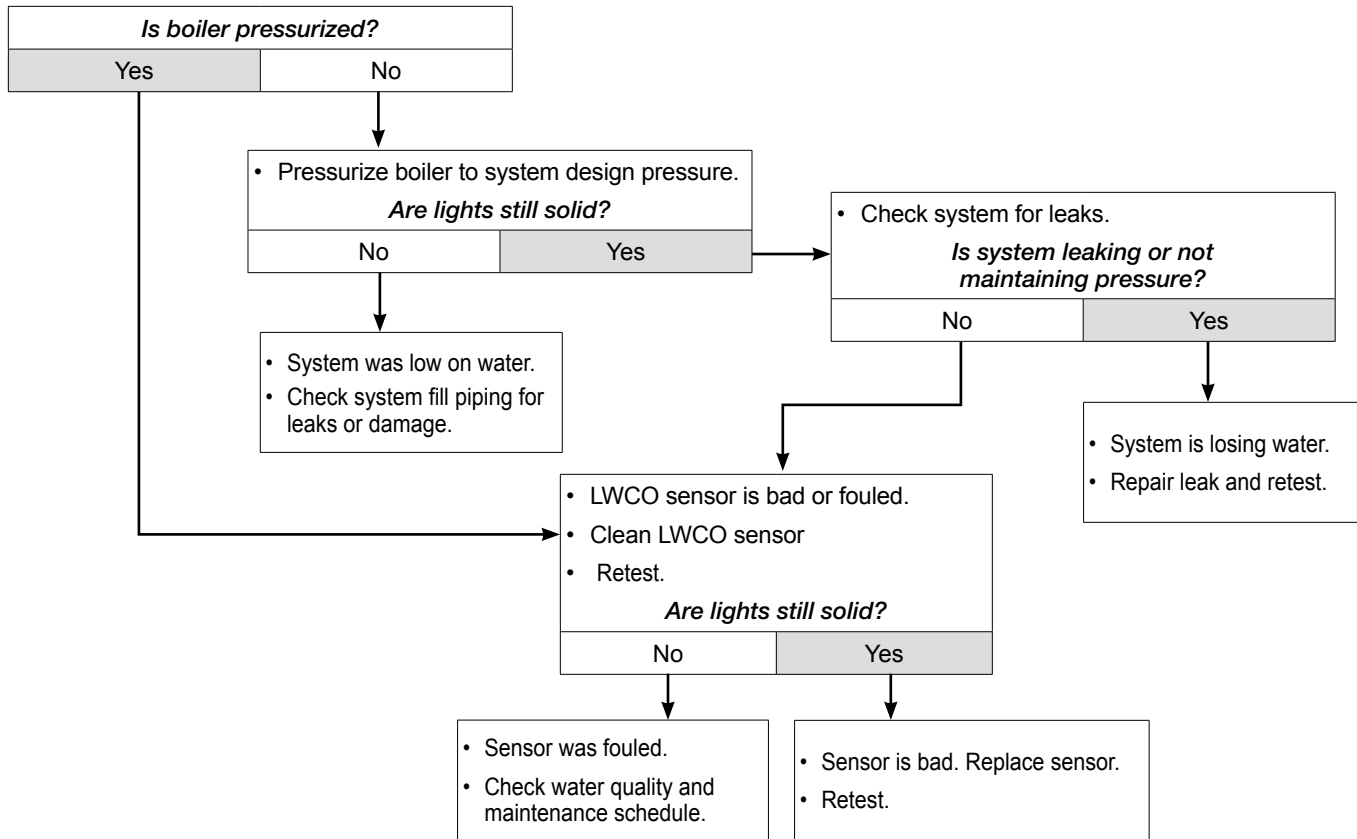 Is boiler pressurized?
Yes
No
• Pressurize boiler to system design pressure.
Are lights still solid?
No
Yes
• Check system for leaks.
Is system leaking or not
maintaining pressure?
No
Yes
• System was low on water.
• Check system fill piping for
leaks or damage.
• System is losing water.
• Repair leak and retest.
• LWCO sensor is bad or fouled.
• Clean LWCO sensor
• Retest.
Are lights still solid?
No
Yes
• Sensor was fouled.
• Check water quality and
maintenance schedule.
• Sensor is bad. Replace sensor.
• Retest.